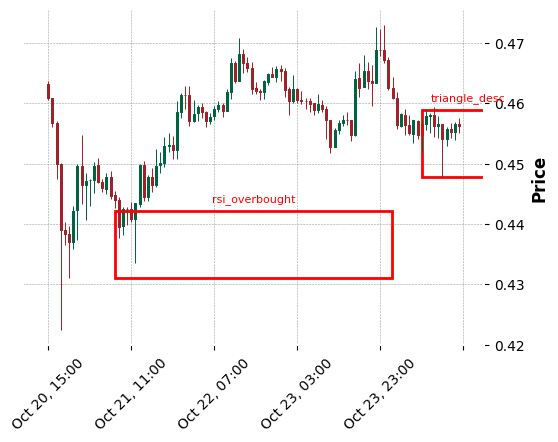 0.47
triangle_desc
0.46
0.45
rsi_overbought
0.44
0.43
0.42
Price
Oct 20, 15:00
Oct 21, 11:00
Oct 22, 07:00
Oct 23, 03:00
Oct 23, 23:00